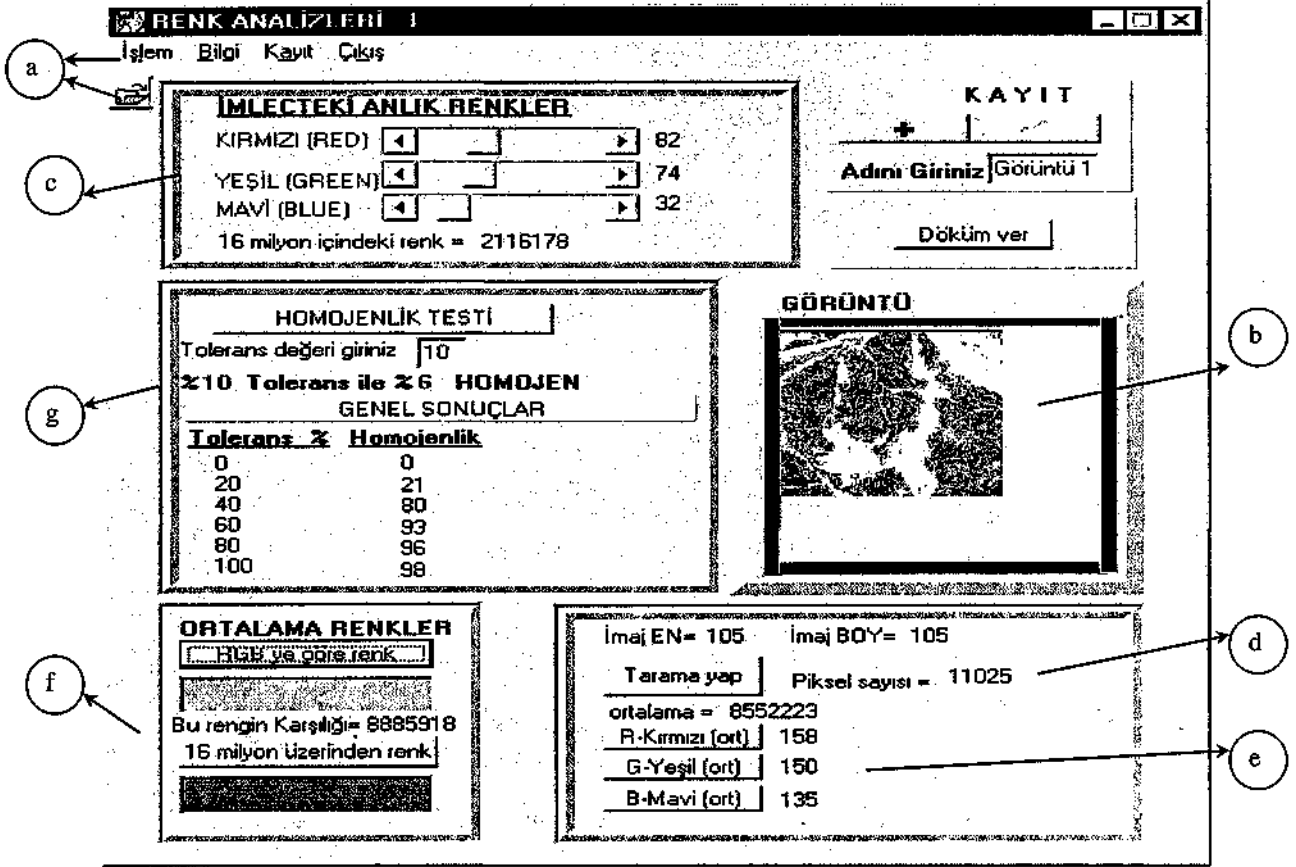 RENK ANALİZLERİ 1
İşlem Bilgi Kayıt Çıkış
a
İMLEÇTEKİ ANLIK RENKLER
KIRMIZI (RED) 82
YEŞİL (GREEN) 74
MAVİ (BLUE) 32
16 milyon içindeki renk = 2116178
c
KAYIT
+
Adını Giriniz Görüntü 1
Döküm ver
HOMOJENLİK TESTİ
Tolerans değeri giriniz 10
%10 Tolerans ile %6 HOMOJEN
GENEL SONUÇLAR
Tolerans % Homojenlik
0 0
20 21
40 80
60 93
80 96
100 98
g
GÖRÜNTÜ
b
ORTALAMA RENKLER
RGB ye göre renk
Bu rengin Karşılığı= 8885918
16 milyon üzerinden renk
f
İmaj EN= 105 İmaj BOY= 105
Tarama yap Piksel sayısı = 11025
ortalama = 8552223
R-Kırmızı (ort) 158
G-Yeşil (ort) 150
B-Mavi (ort) 135
d
e